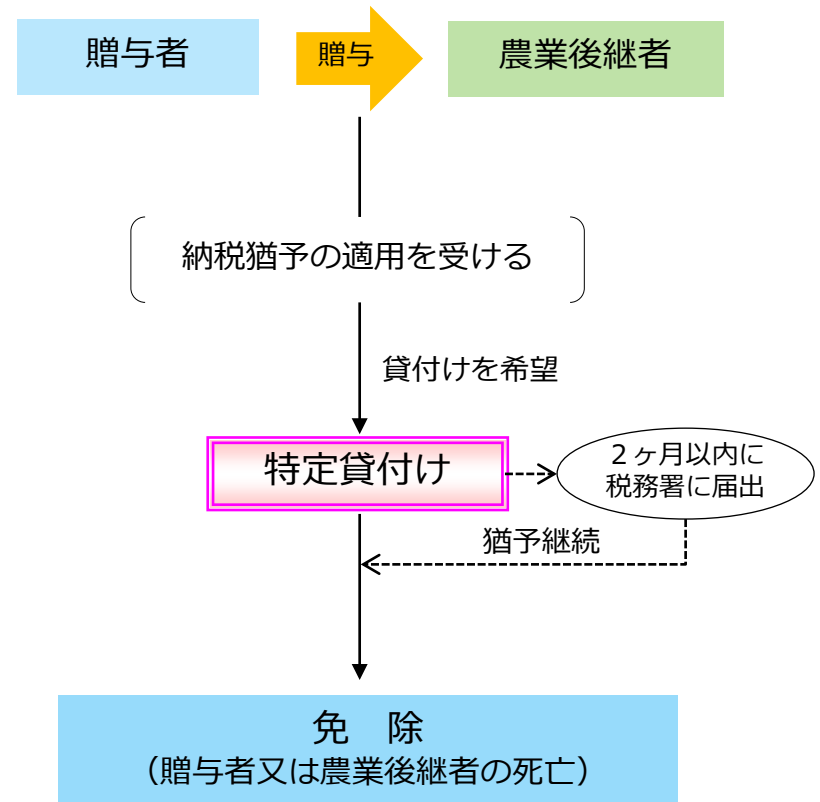 贈与者
贈与
農業後継者
納税猶予の適用を受ける
貸付けを希望
特定貸付け
２ヶ月以内に
税務署に届出
猶予継続
免　除
（贈与者又は農業後継者の死亡）